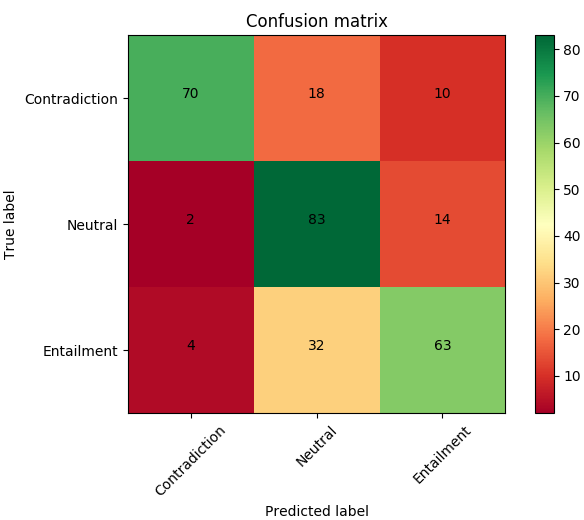 Confusion matrix
True label
Contradiction
70 18 10
Neutral
2 83 14
Entailment
4 32 63
Contradiction
Neutral
Entailment
Predicted label
80
70
60
50
40
30
20
10